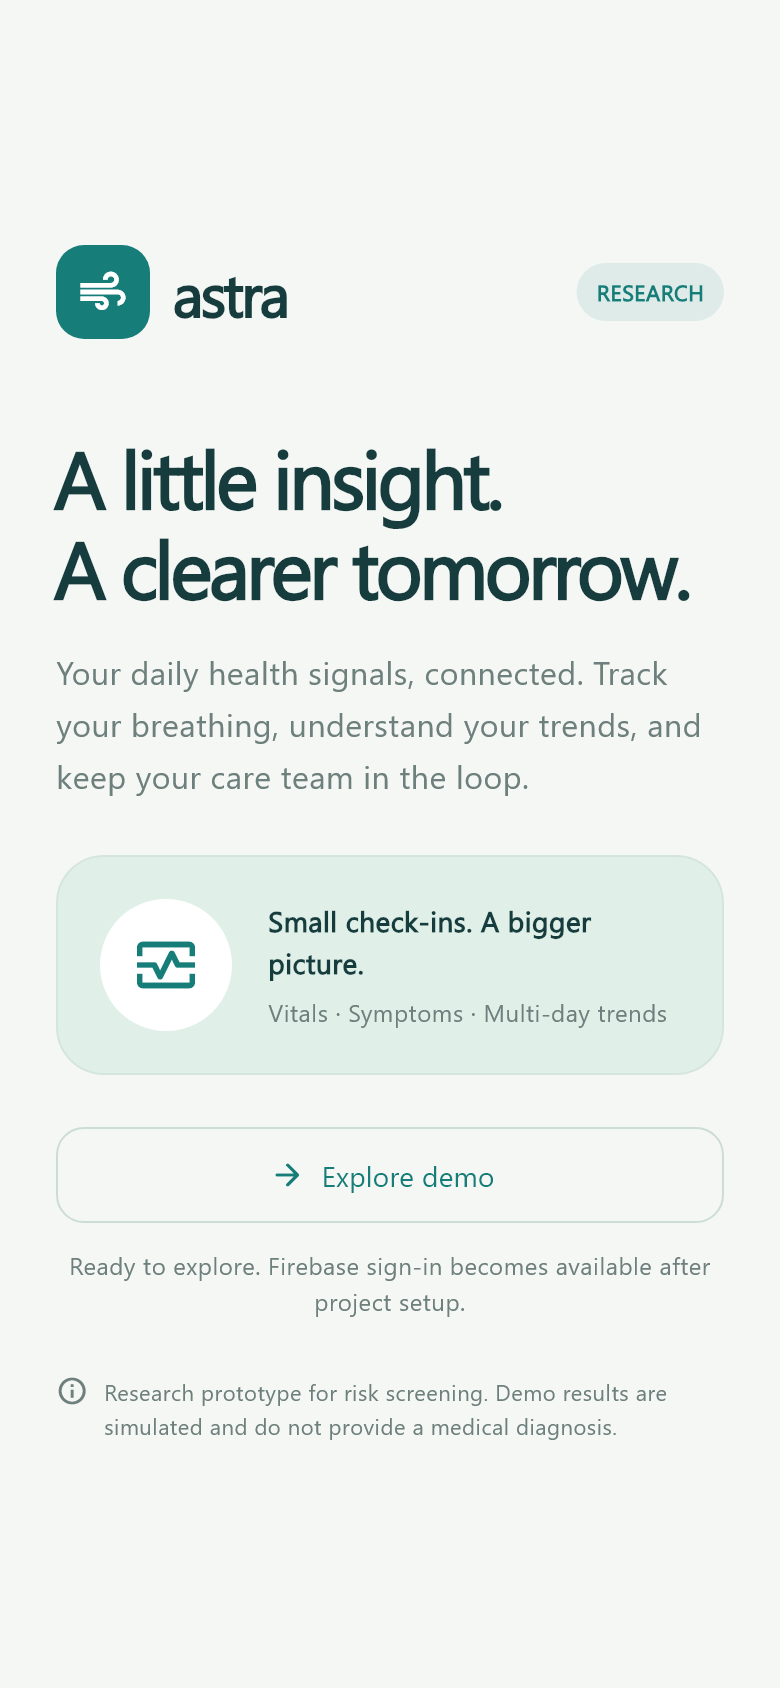 astra
RESEARCH
A little insight.
A clearer tomorrow.
Your daily health signals, connected. Track
your breathing, understand your trends, and
keep your care team in the loop.
Small check-ins. A bigger
picture.
Vitals · Symptoms · Multi-day trends
Explore demo
Ready to explore. Firebase sign-in becomes available after
project setup.
Research prototype for risk screening. Demo results are
simulated and do not provide a medical diagnosis.